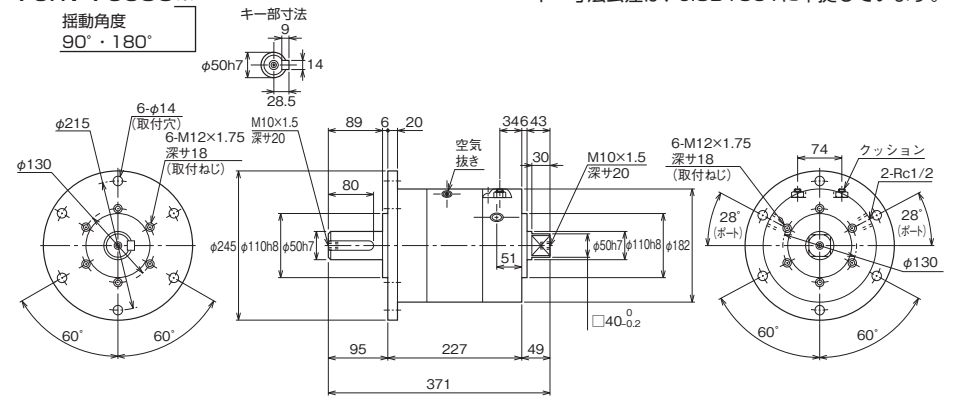 揺動角度
90°・180°
キー部寸法
9
φ50h7
14
28.5
φ215
6-φ14
(取付穴)
6-M12×1.75
深サ18
(取付ねじ)
φ130
60°
60°
M10×1.5
深サ20
89
6
20
80
空気
抜き
34
6
43
30
M10×1.5
深サ20
φ245
φ110h8
φ50h7
51
φ50h7
φ110h8
φ182
□40 0 -0.2
95
227
49
371
6-M12×1.75
深サ18
(取付ねじ)
74
クッション
2-Rc1/2
28°
(ポート)
28°
(ポート)
φ130
60°
60°